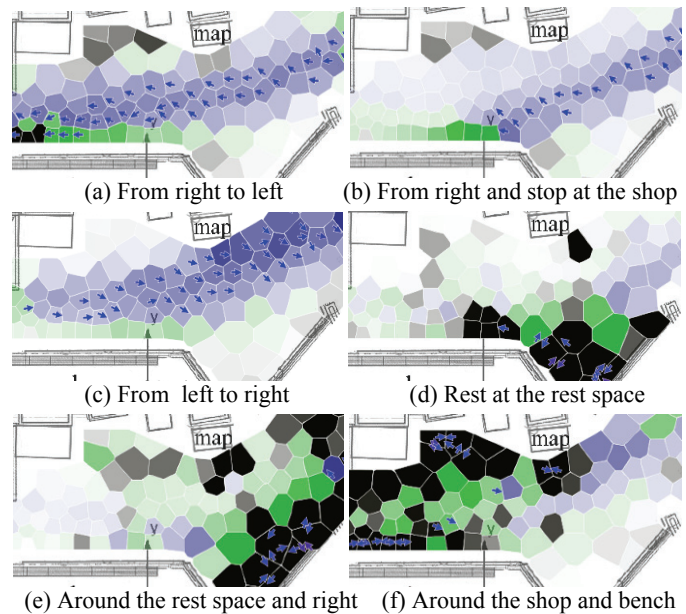 map
map
(a) From right to left
(b) From right and stop at the shop
map
map
(c) From left to right
(d) Rest at the rest space
map
map
(e) Around the rest space and right
(f) Around the shop and bench